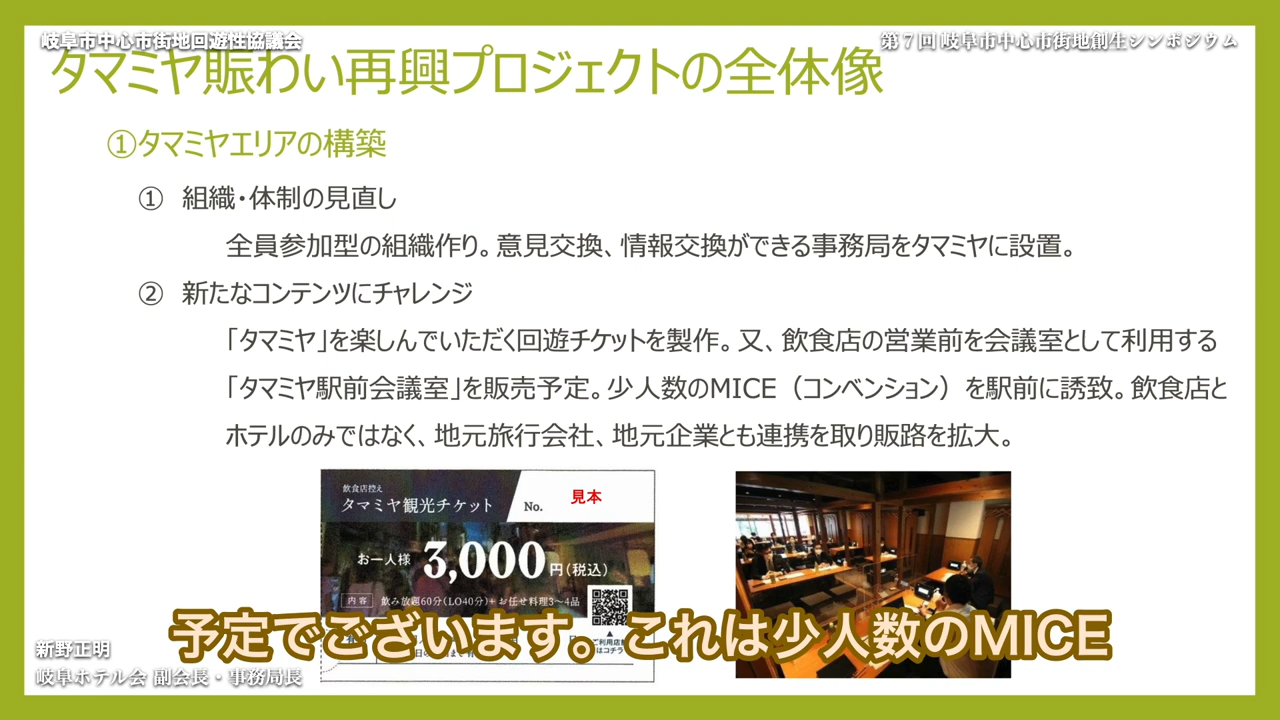 岐阜市中心市街地回遊性協議会
第7回 岐阜市中心市街地創生シンポジウム
タマミヤ賑わい再興プロジェクトの全体像
①タマミヤエリアの構築
① 組織・体制の見直し
全員参加型の組織作り。意見交換、情報交換ができる事務局をタマミヤに設置。
② 新たなコンテンツにチャレンジ
「タマミヤ」を楽しんでいただく回遊チケットを製作。又、飲食店の営業前を会議室として利用する
「タマミヤ駅前会議室」を販売予定。少人数のMICE（コンベンション）を駅前に誘致。飲食店と
ホテルのみではなく、地元旅行会社、地元企業とも連携を取り販路を拡大。
飲食店控え
タマミヤ観光チケット No. 見本
お一人様 3,000円(税込)
内容 飲み放題60分(LO40分)+お任せ料理3〜4品
ご利用店舗
はコチラ
予定でございます。これは少人数のMICE
新野正明
岐阜ホテル会 副会長・事務局長